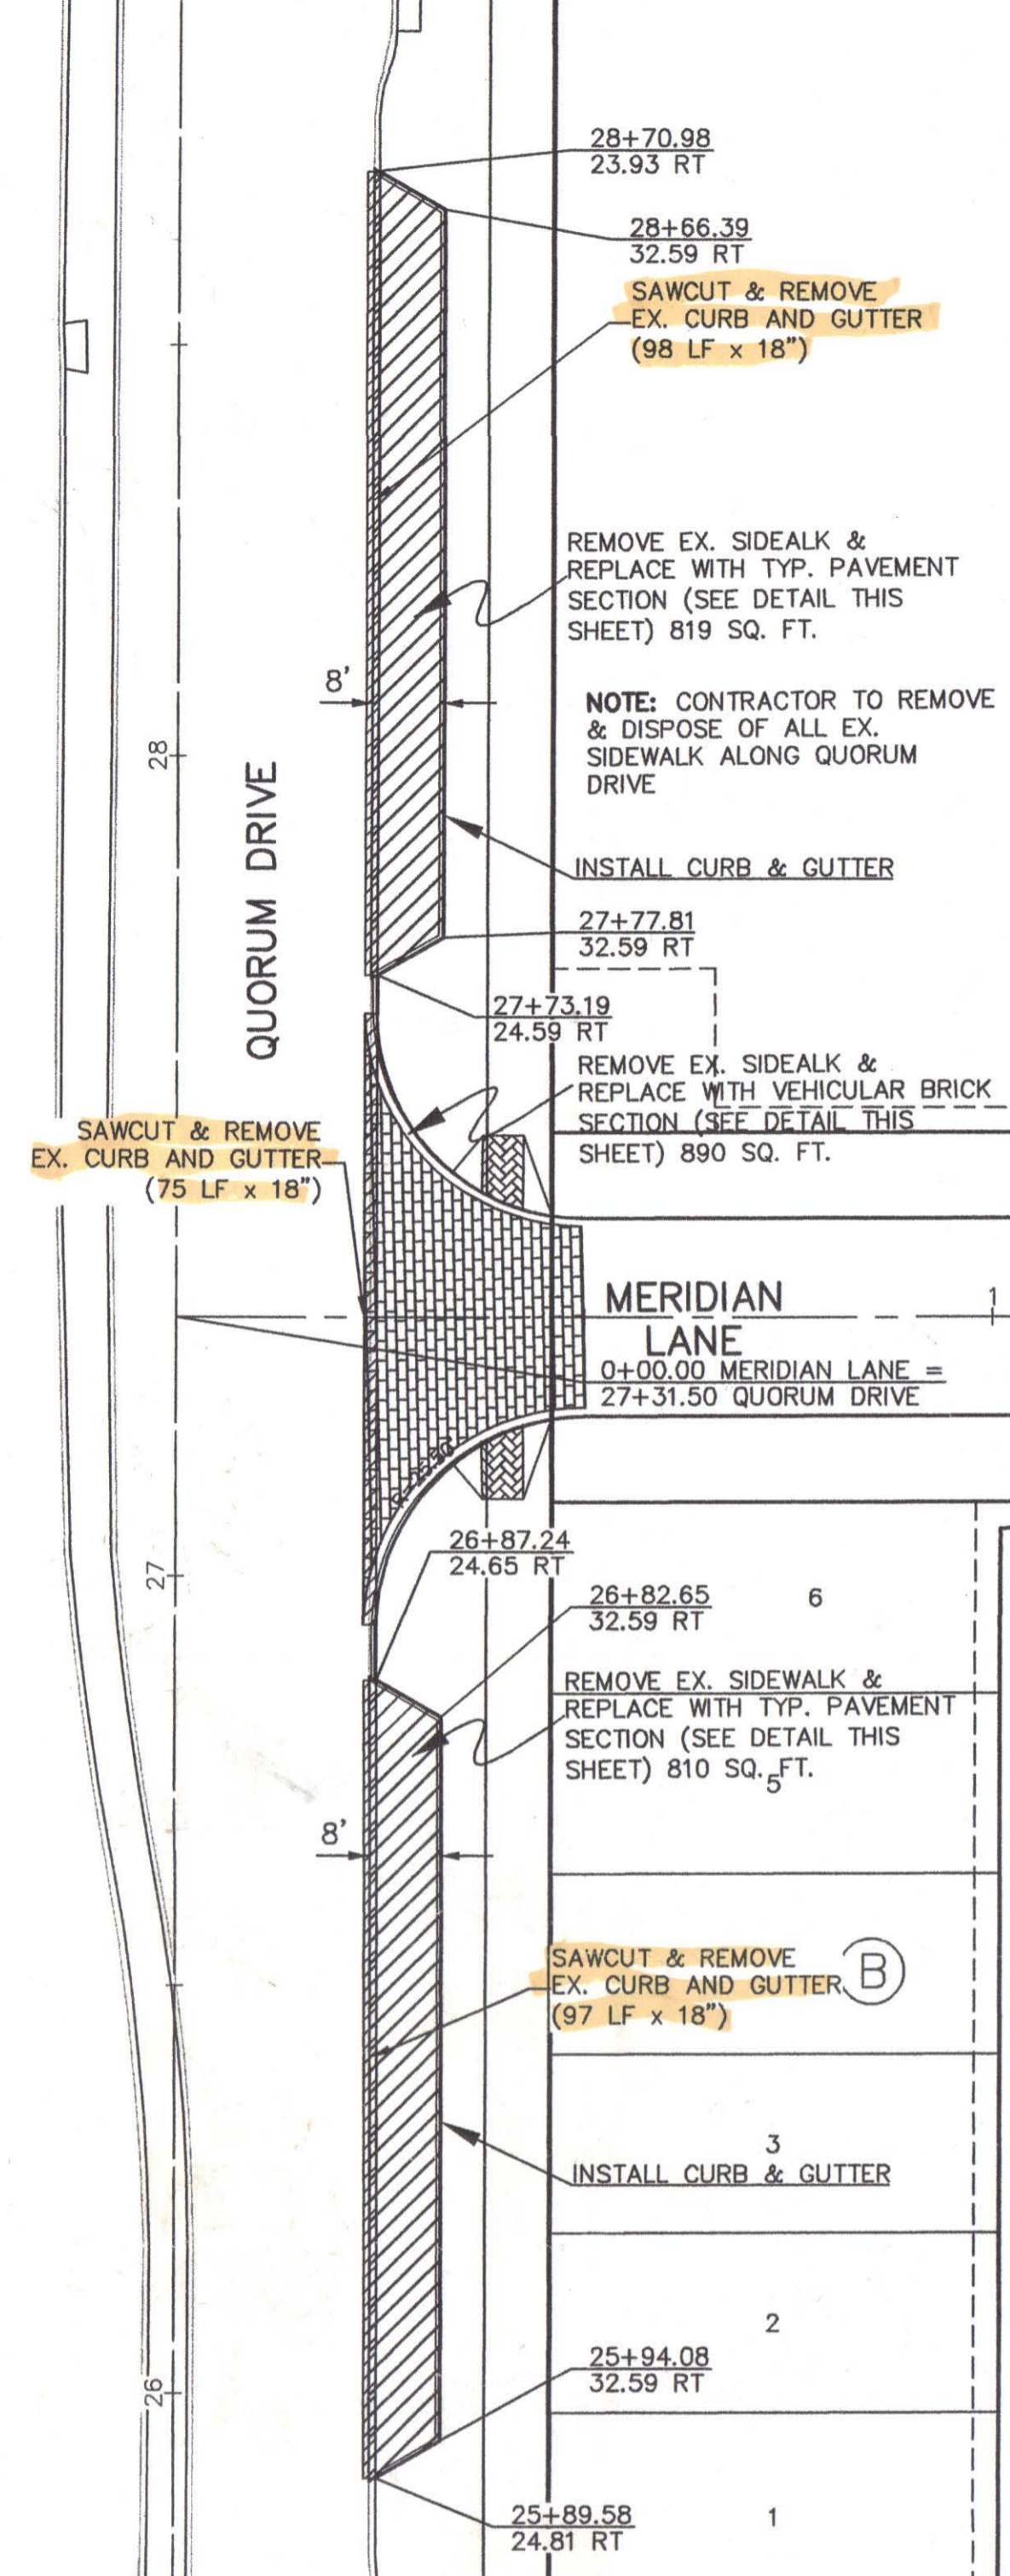 28+70.98
23.93 RT
28+66.39
32.59 RT
SAWCUT & REMOVE
EX. CURB AND GUTTER
(98 LF x 18")
REMOVE EX. SIDEALK &
REPLACE WITH TYP. PAVEMENT
SECTION (SEE DETAIL THIS
SHEET) 819 SQ. FT.
8'
NOTE: CONTRACTOR TO REMOVE
& DISPOSE OF ALL EX.
SIDEWALK ALONG QUORUM
DRIVE
28
QUORUM DRIVE
INSTALL CURB & GUTTER
27+77.81
32.59 RT
27+73.19
24.59 RT
REMOVE EX. SIDEALK &
REPLACE WITH VEHICULAR BRICK
SECTION (SEE DETAIL THIS
SHEET) 890 SQ. FT.
SAWCUT & REMOVE
EX. CURB AND GUTTER
(75 LF x 18")
MERIDIAN
LANE
1
0+00.00 MERIDIAN LANE =
27+31.50 QUORUM DRIVE
26+87.24
24.65 RT
27
26+82.65
32.59 RT
6
REMOVE EX. SIDEWALK &
REPLACE WITH TYP. PAVEMENT
SECTION (SEE DETAIL THIS
SHEET) 810 SQ. FT.
5
8'
SAWCUT & REMOVE
EX. CURB AND GUTTER
(97 LF x 18")
B
3
INSTALL CURB & GUTTER
2
25+94.08
32.59 RT
26
25+89.58
24.81 RT
1